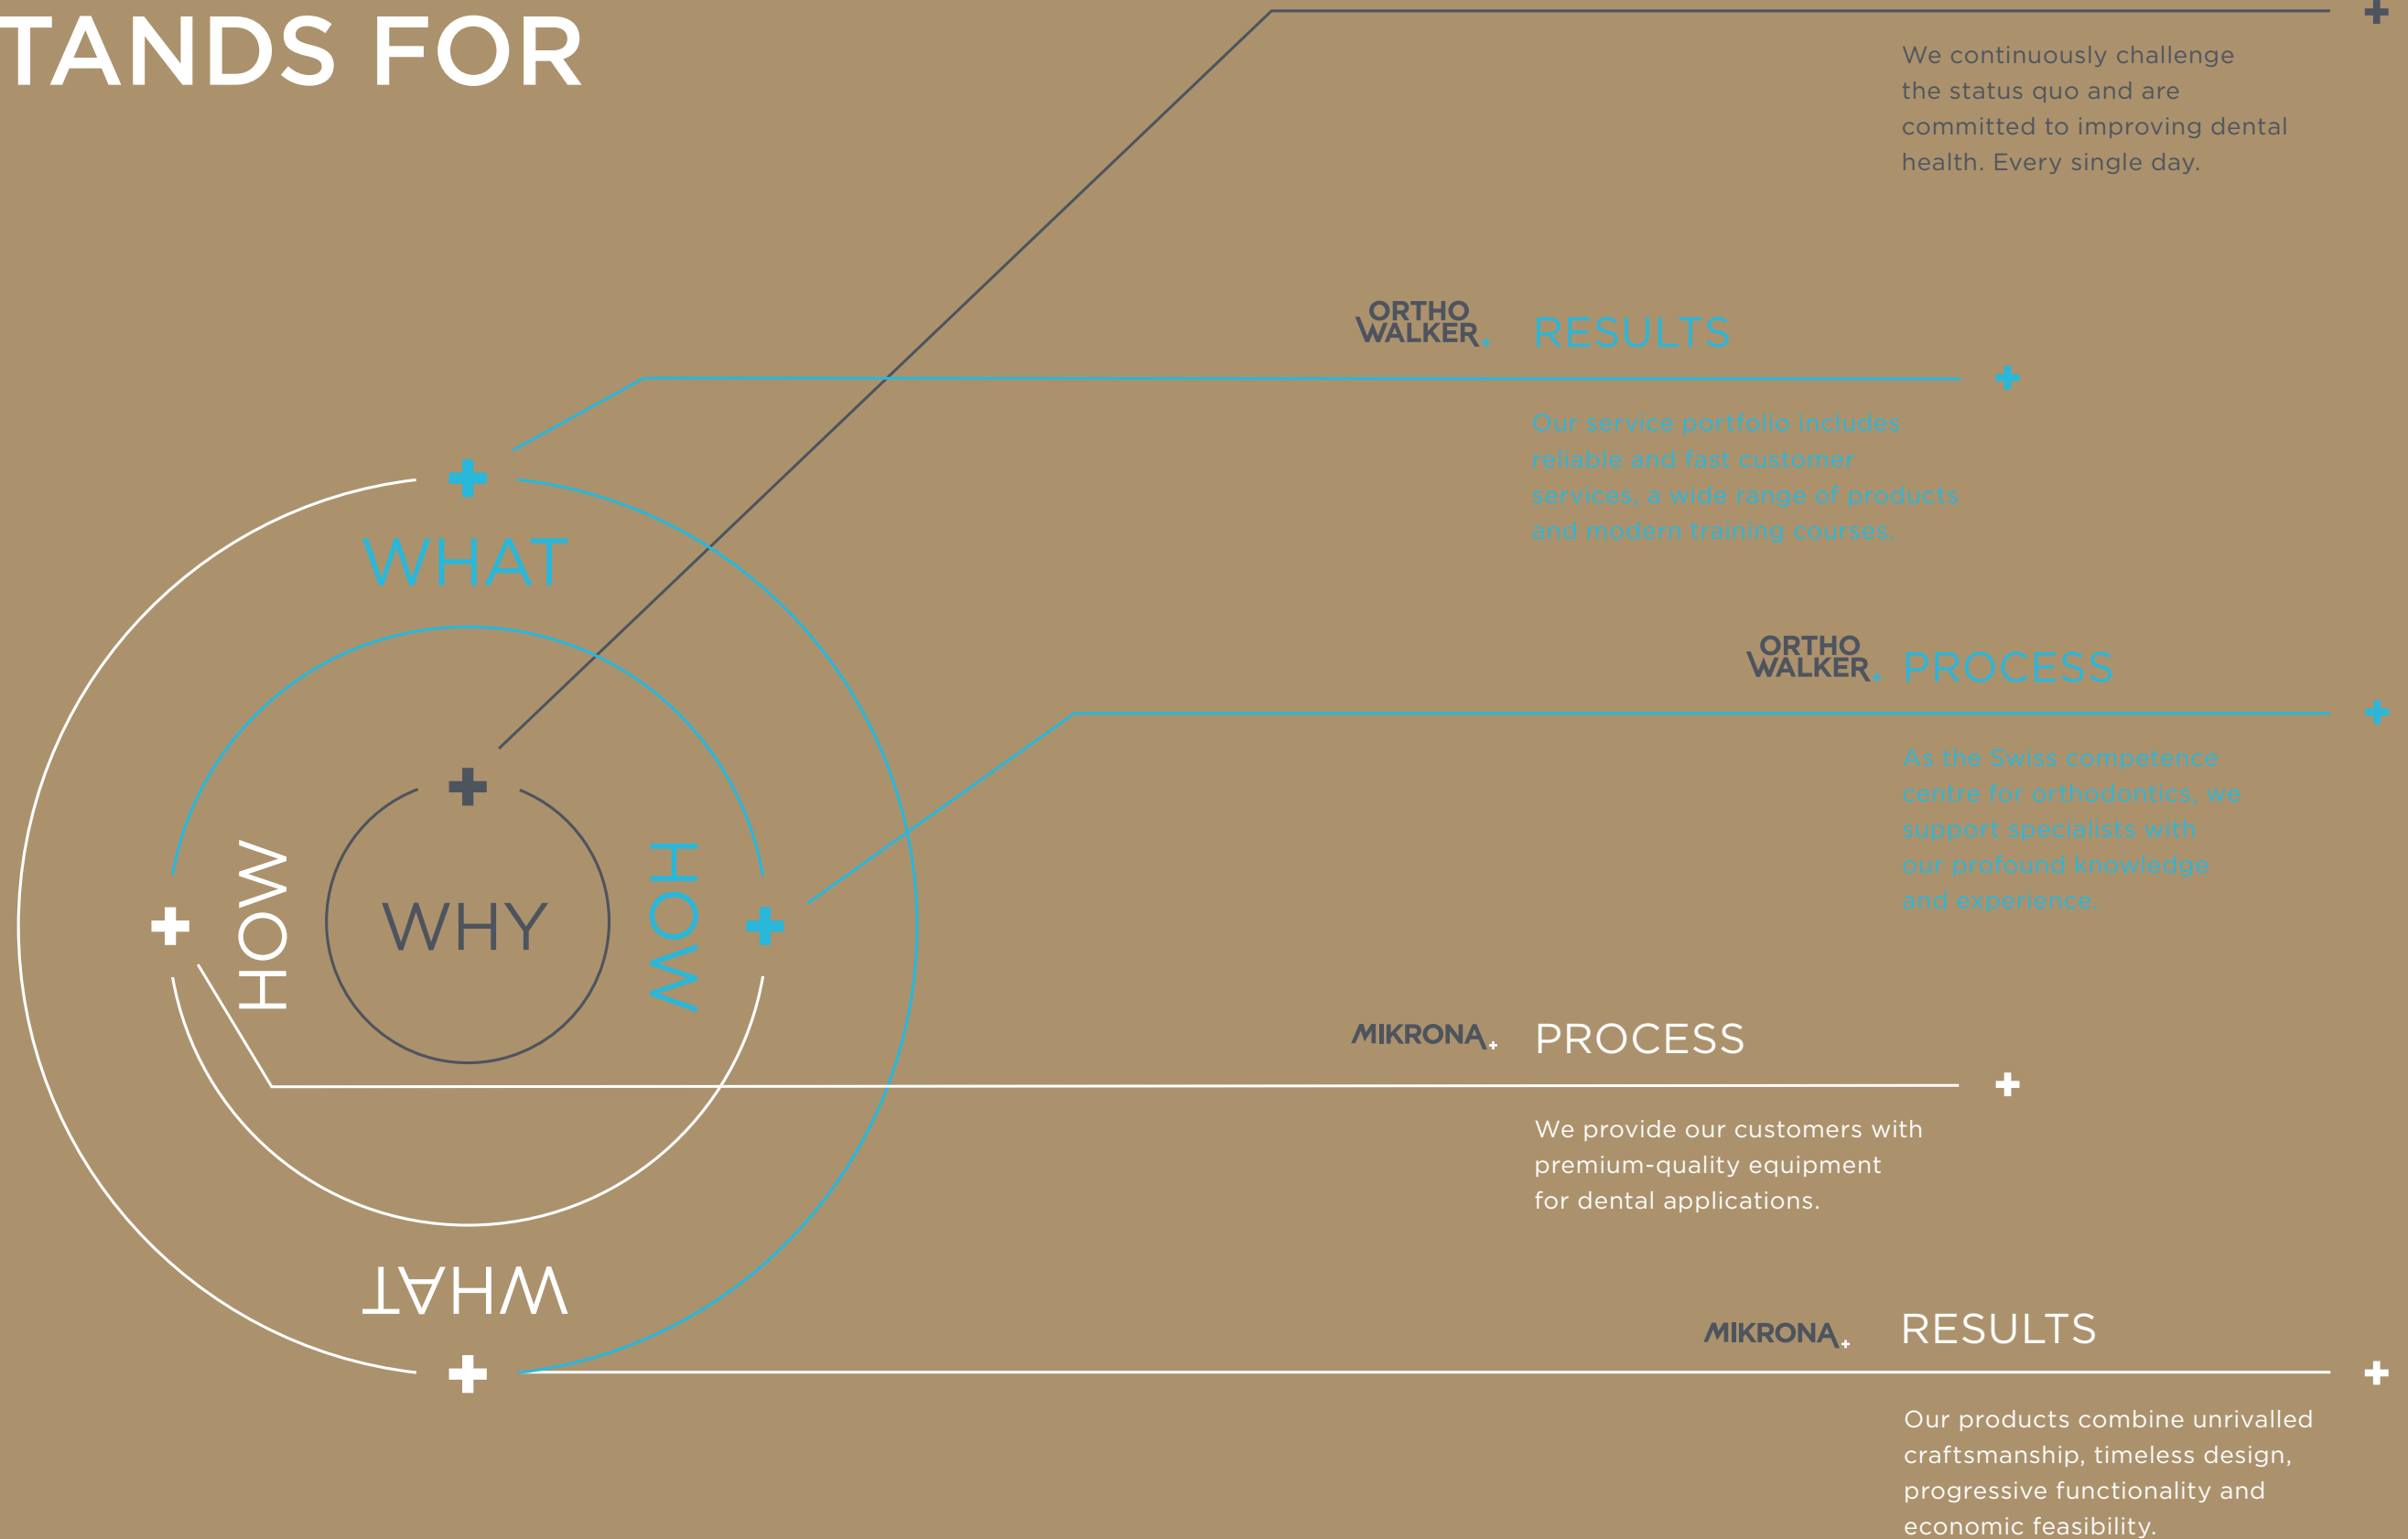 TANDS FOR
We continuously challenge
the status quo and are
committed to improving dental
health. Every single day.
ORTHO
WALKER
RESULTS
Our service portfolio includes
reliable and fast customer
services, a wide range of products
and modern training courses.
WHAT
ORTHO
WALKER
PROCESS
As the Swiss competence
centre for orthodontics, we
support specialists with
our profound knowledge
and experience.
HOW
WHY
HOW
MIKRONA
PROCESS
We provide our customers with
premium-quality equipment
for dental applications.
WHAT
MIKRONA
RESULTS
Our products combine unrivalled
craftsmanship, timeless design,
progressive functionality and
economic feasibility.